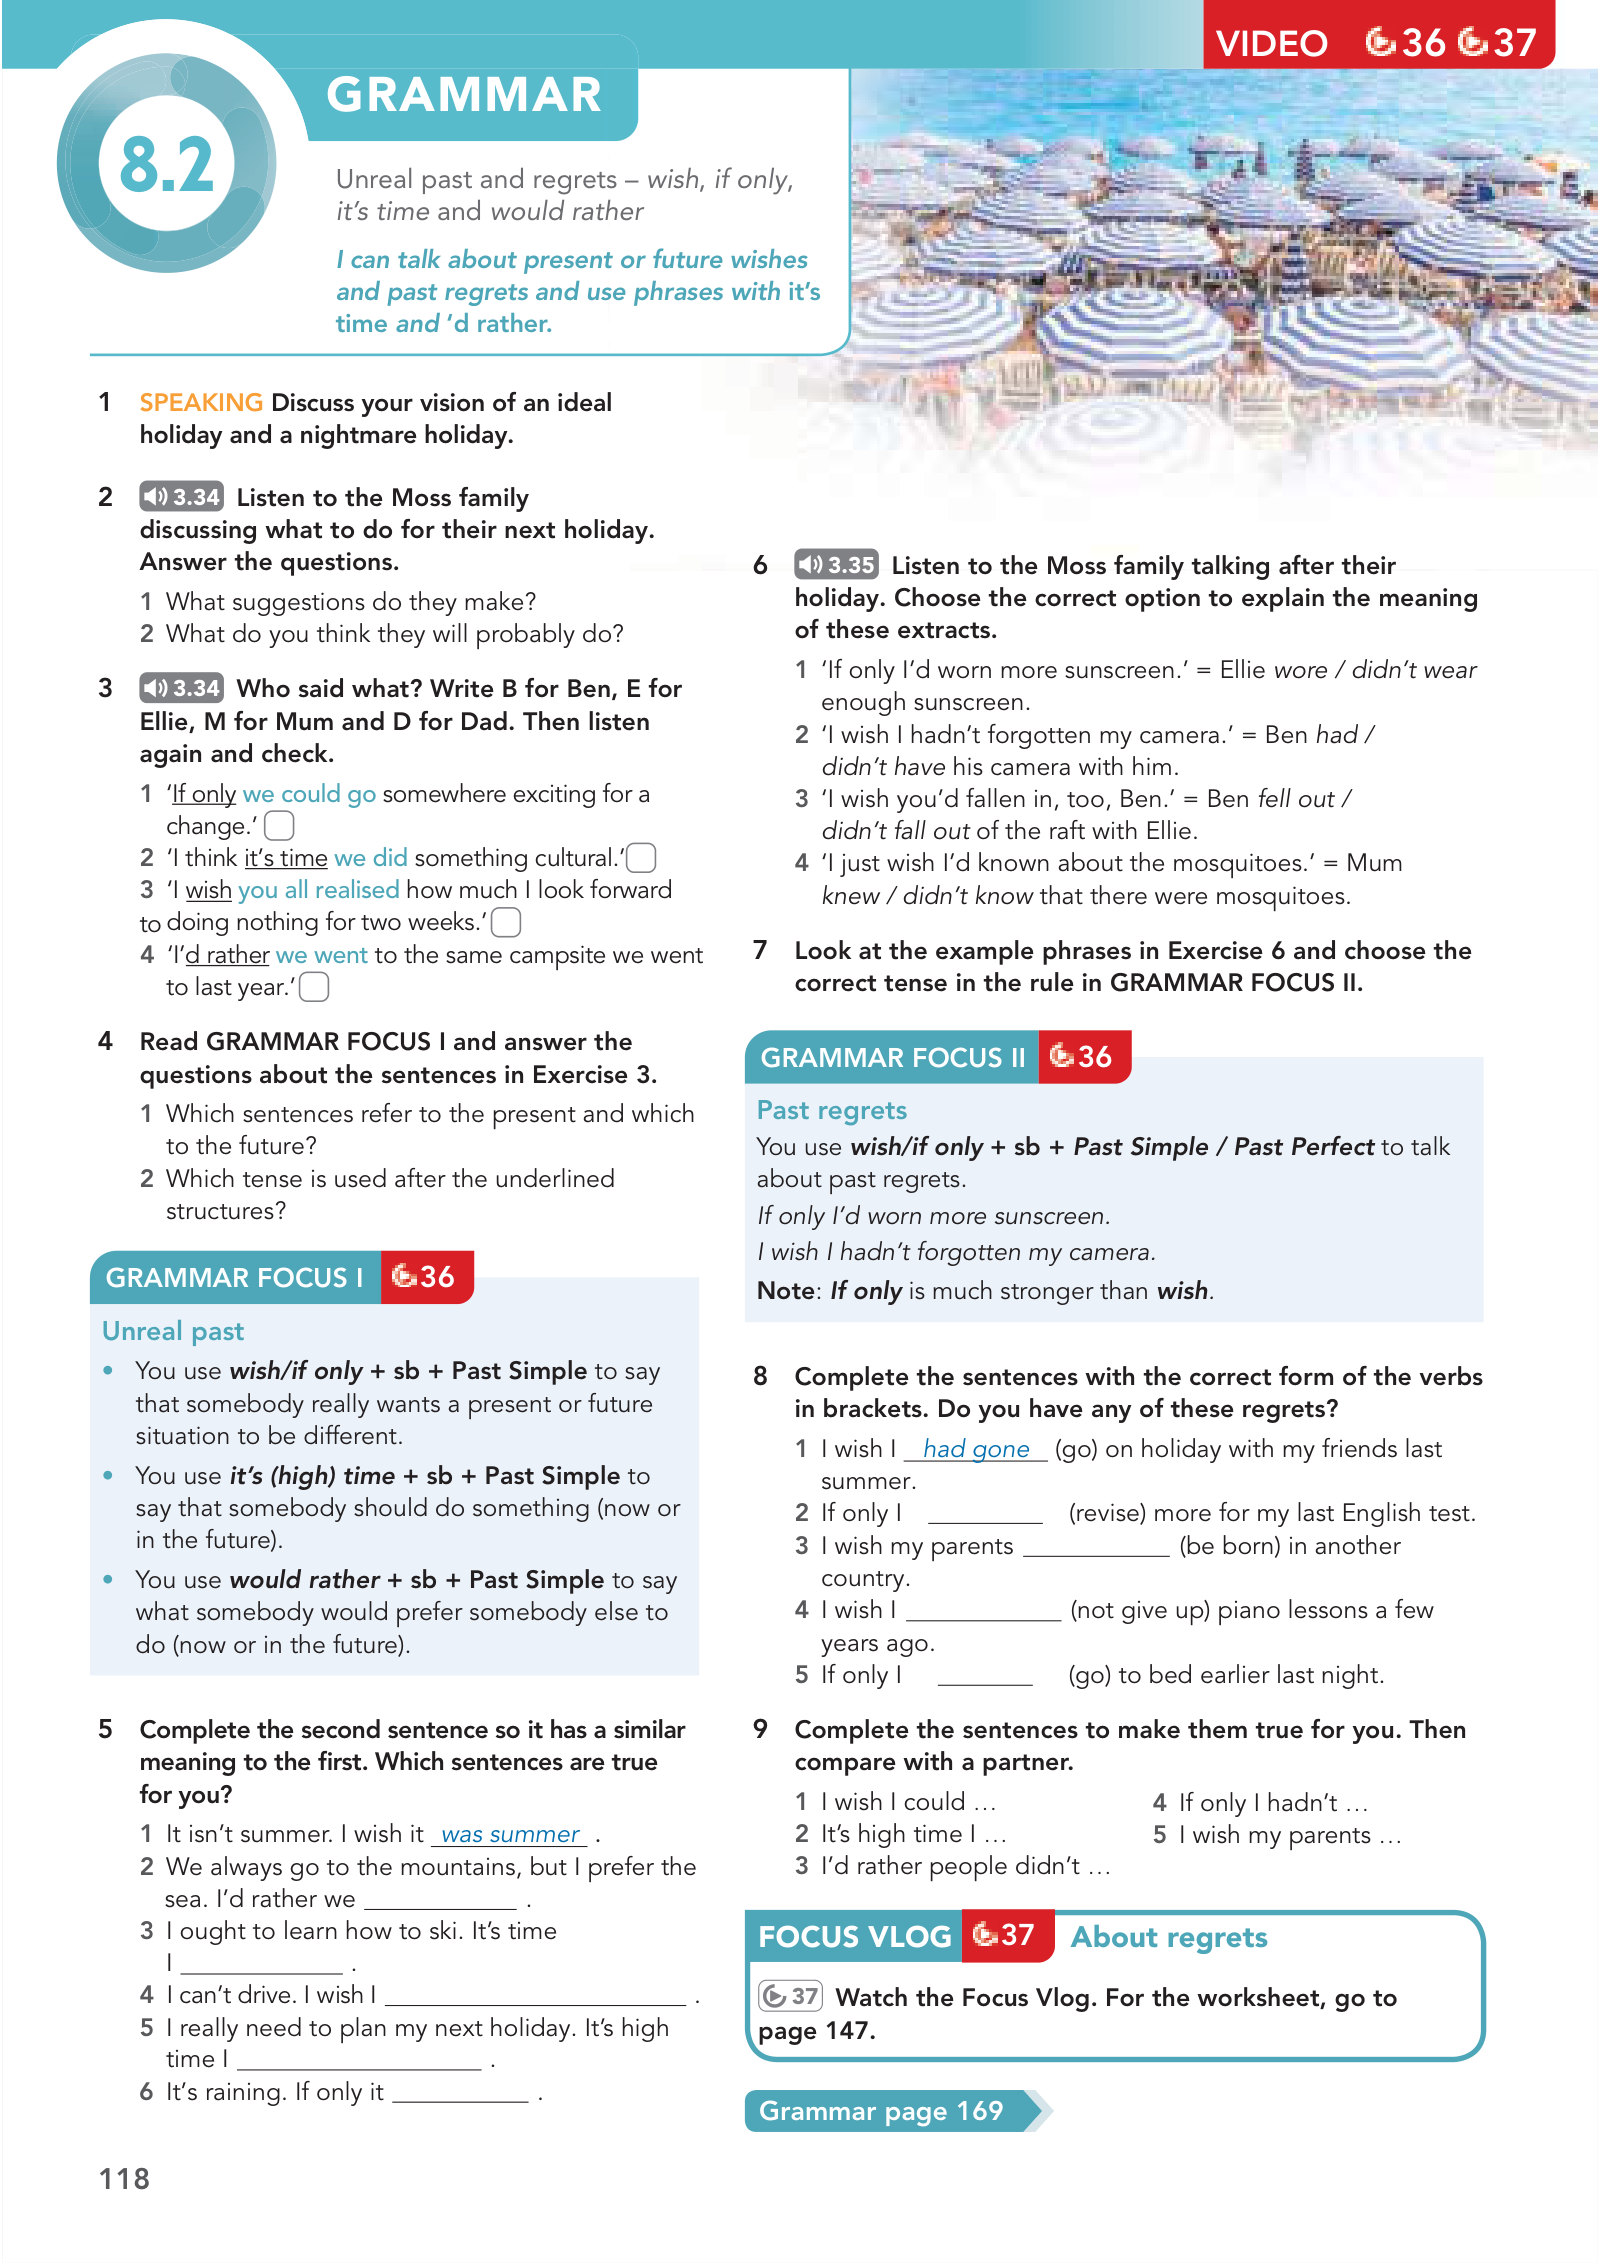 VIDEO 36 37
GRAMMAR
8.2
Unreal past and regrets – wish, if only,
it's time and would rather
I can talk about present or future wishes
and past regrets and use phrases with it's
time and 'd rather.
1 SPEAKING Discuss your vision of an ideal
holiday and a nightmare holiday.
2 3.34 Listen to the Moss family
discussing what to do for their next holiday.
Answer the questions.
1 What suggestions do they make?
2 What do you think they will probably do?
3 3.34 Who said what? Write B for Ben, E for
Ellie, M for Mum and D for Dad. Then listen
again and check.
1 'If only we could go somewhere exciting for a
change.'
2 'I think it's time we did something cultural.'
3 'I wish you all realised how much I look forward
to doing nothing for two weeks.'
4 'I'd rather we went to the same campsite we went
to last year.'
4 Read GRAMMAR FOCUS I and answer the
questions about the sentences in Exercise 3.
1 Which sentences refer to the present and which
to the future?
2 Which tense is used after the underlined
structures?
GRAMMAR FOCUS I 36
Unreal past
• You use wish/if only + sb + Past Simple to say
that somebody really wants a present or future
situation to be different.
• You use it's (high) time + sb + Past Simple to
say that somebody should do something (now or
in the future).
• You use would rather + sb + Past Simple to say
what somebody would prefer somebody else to
do (now or in the future).
5 Complete the second sentence so it has a similar
meaning to the first. Which sentences are true
for you?
1 It isn't summer. I wish it was summer .
2 We always go to the mountains, but I prefer the
sea. I'd rather we ____________ .
3 I ought to learn how to ski. It's time
I ____________ .
4 I can't drive. I wish I ____________ .
5 I really need to plan my next holiday. It's high
time I ____________ .
6 It's raining. If only it ____________ .
6 3.35 Listen to the Moss family talking after their
holiday. Choose the correct option to explain the meaning
of these extracts.
1 'If only I'd worn more sunscreen.' = Ellie wore / didn't wear
enough sunscreen.
2 'I wish I hadn't forgotten my camera.' = Ben had /
didn't have his camera with him.
3 'I wish you'd fallen in, too, Ben.' = Ben fell out /
didn't fall out of the raft with Ellie.
4 'I just wish I'd known about the mosquitoes.' = Mum
knew / didn't know that there were mosquitoes.
7 Look at the example phrases in Exercise 6 and choose the
correct tense in the rule in GRAMMAR FOCUS II.
GRAMMAR FOCUS II 36
Past regrets
You use wish/if only + sb + Past Simple / Past Perfect to talk
about past regrets.
If only I'd worn more sunscreen.
I wish I hadn't forgotten my camera.
Note: If only is much stronger than wish.
8 Complete the sentences with the correct form of the verbs
in brackets. Do you have any of these regrets?
1 I wish I had gone (go) on holiday with my friends last
summer.
2 If only I ____________ (revise) more for my last English test.
3 I wish my parents ____________ (be born) in another
country.
4 I wish I ____________ (not give up) piano lessons a few
years ago.
5 If only I ____________ (go) to bed earlier last night.
9 Complete the sentences to make them true for you. Then
compare with a partner.
1 I wish I could …
2 It's high time I …
3 I'd rather people didn't …
4 If only I hadn't …
5 I wish my parents …
FOCUS VLOG 37 About regrets
37 Watch the Focus Vlog. For the worksheet, go to
page 147.
Grammar page 169
118